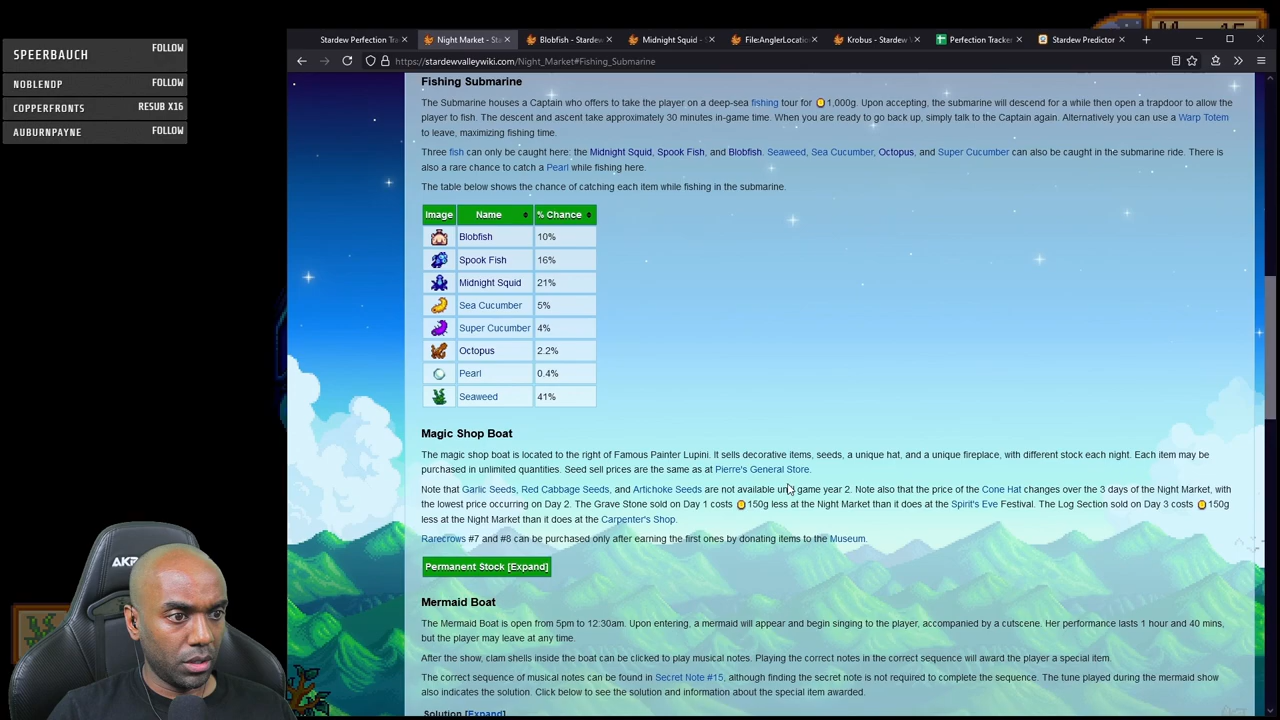 SPEERBAUCH FOLLOW
NOBLENOP FOLLOW
COPPERFRONTS RESUB X16
AUBURNPAYNE FOLLOW
Stardew Perfection Tra
Night Market - Sta
Blobfish - Stardew
Midnight Squid - S
File:AnglerLocatio
Krobus - Stardew V
Perfection Tracker
Stardew Predictor
https://stardewvalleywiki.com/Night_Market#Fishing_Submarine
Fishing Submarine
The Submarine houses a Captain who offers to take the player on a deep-sea fishing tour for 1,000g. Upon accepting, the submarine will descend for a while then open a trapdoor to allow the
player to fish. The descent and ascent take approximately 30 minutes in-game time. When you are ready to go back up, simply talk to the Captain again. Alternatively you can use a Warp Totem
to leave, maximizing fishing time.
Three fish can only be caught here: the Midnight Squid, Spook Fish, and Blobfish. Seaweed, Sea Cucumber, Octopus, and Super Cucumber can also be caught in the submarine ride. There is
also a rare chance to catch a Pearl while fishing here.
The table below shows the chance of catching each item while fishing in the submarine.
Image Name % Chance
Blobfish 10%
Spook Fish 16%
Midnight Squid 21%
Sea Cucumber 5%
Super Cucumber 4%
Octopus 2.2%
Pearl 0.4%
Seaweed 41%
Magic Shop Boat
The magic shop boat is located to the right of Famous Painter Lupini. It sells decorative items, seeds, a unique hat, and a unique fireplace, with different stock each night. Each item may be
purchased in unlimited quantities. Seed sell prices are the same as at Pierre's General Store.
Note that Garlic Seeds, Red Cabbage Seeds, and Artichoke Seeds are not available until game year 2. Note also that the price of the Cone Hat changes over the 3 days of the Night Market, with
the lowest price occurring on Day 2. The Grave Stone sold on Day 1 costs 150g less at the Night Market than it does at the Spirit's Eve Festival. The Log Section sold on Day 3 costs 150g
less at the Night Market than it does at the Carpenter's Shop.
Rarecrows #7 and #8 can be purchased only after earning the first ones by donating items to the Museum.
Permanent Stock [Expand]
Mermaid Boat
The Mermaid Boat is open from 5pm to 12:30am. Upon entering, a mermaid will appear and begin singing to the player, accompanied by a cutscene. Her performance lasts 1 hour and 40 mins,
but the player may leave at any time.
After the show, clam shells inside the boat can be clicked to play musical notes. Playing the correct notes in the correct sequence will award the player a special item.
The correct sequence of musical notes can be found in Secret Note #15, although finding the secret note is not required to complete the sequence. The tune played during the mermaid show
also indicates the solution. Click below to see the solution and information about the special item awarded.
Solution [Expand]